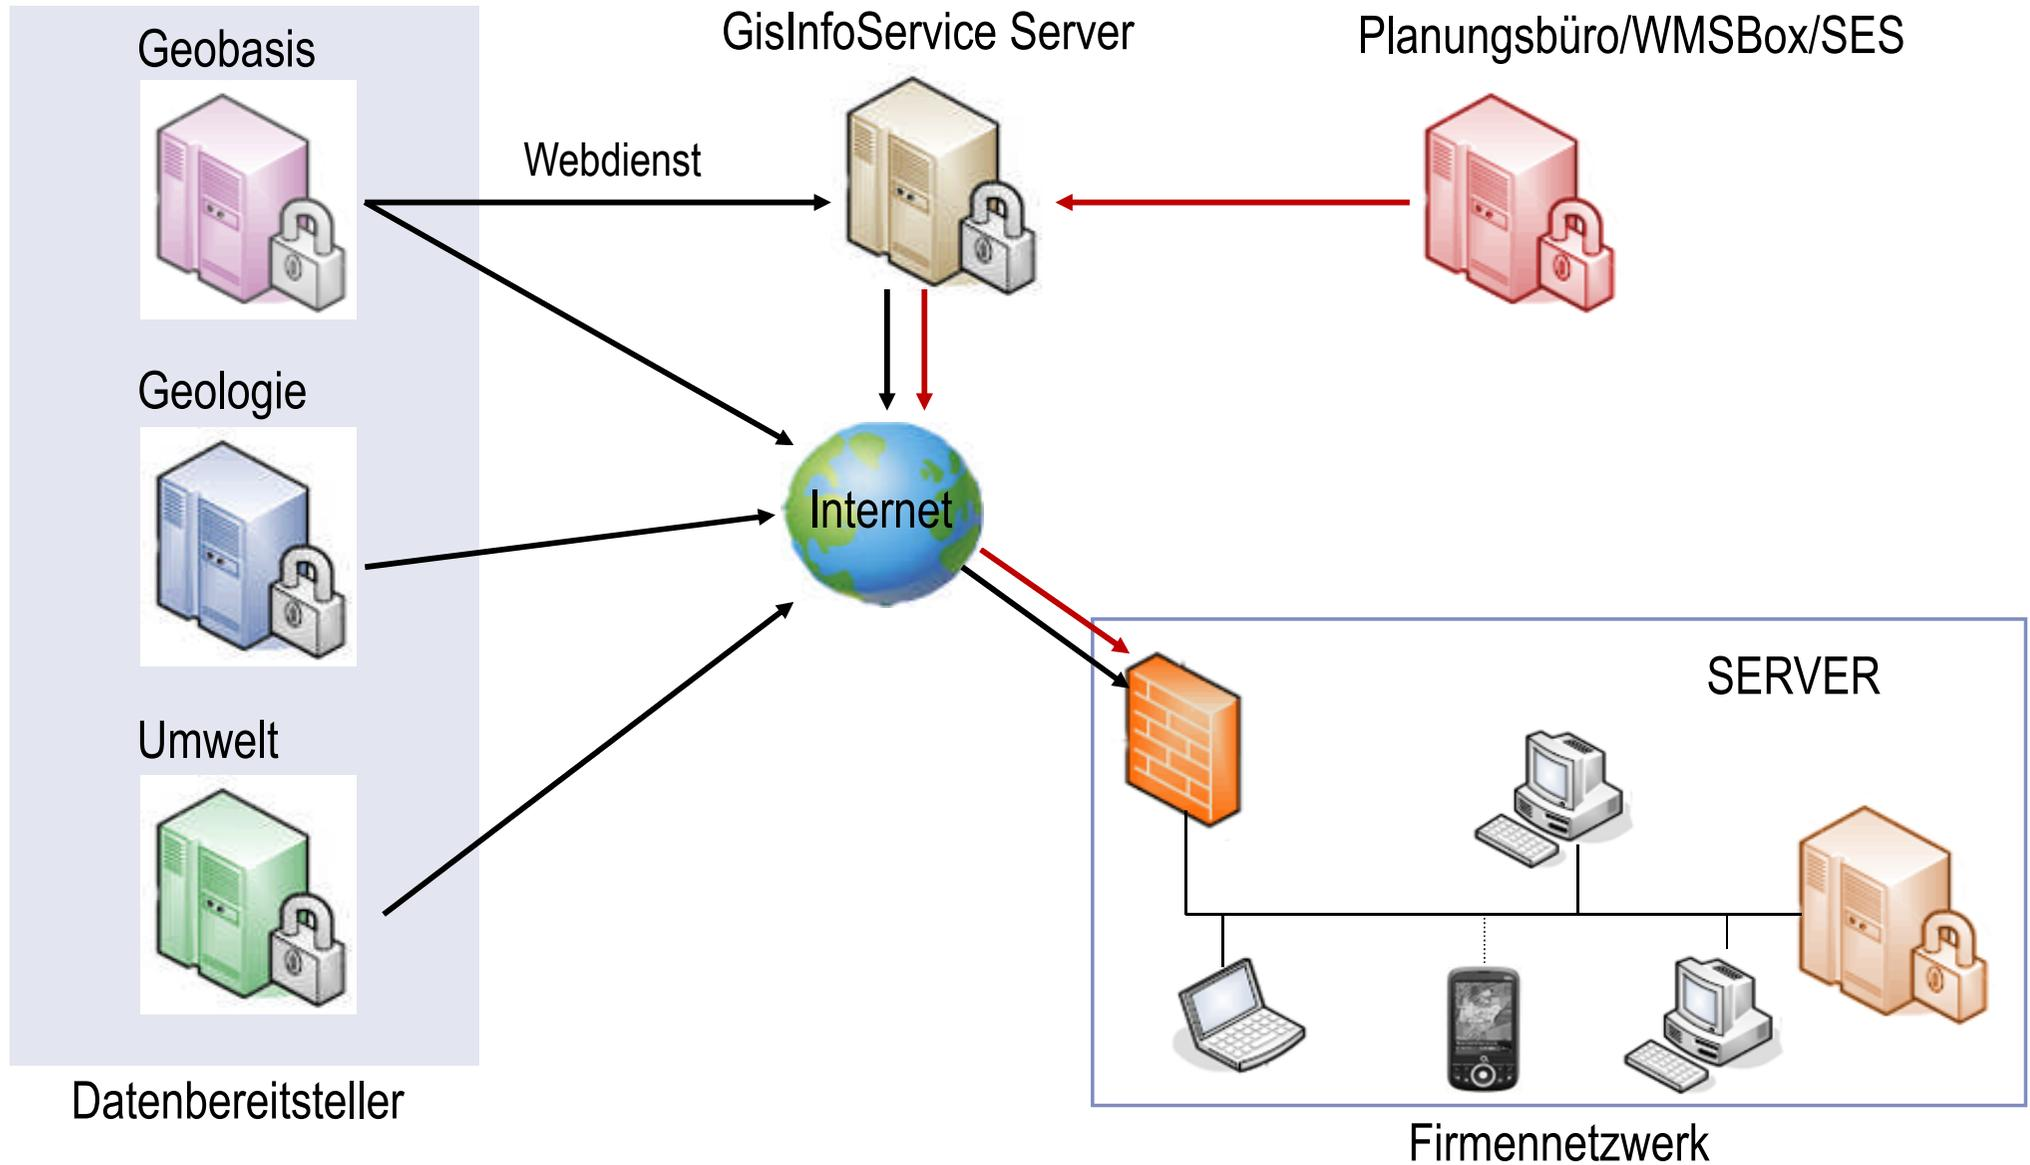 Geobasis
GisInfoService Server
Planungsbüro/WMSBox/SES
Webdienst
Geologie
Internet
Umwelt
SERVER
Datenbereitsteller
Firmennetzwerk